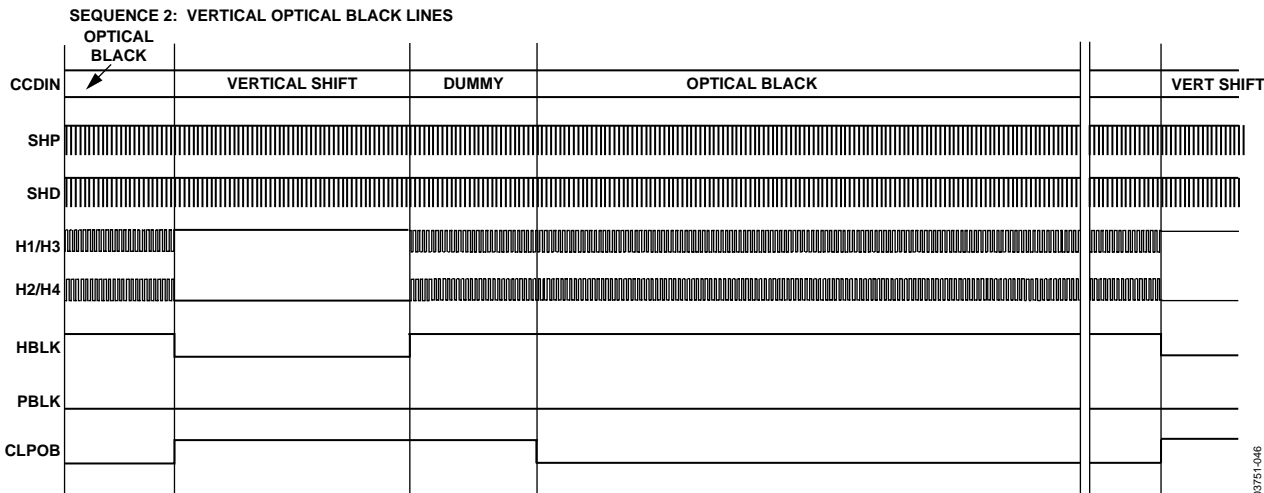 SEQUENCE 2: VERTICAL OPTICAL BLACK LINES
OPTICAL
BLACK
CCDIN
VERTICAL SHIFT
DUMMY
OPTICAL BLACK
VERT SHIFT
SHP
SHD
H1/H3
H2/H4
HBLK
PBLK
CLPOB
03751-046